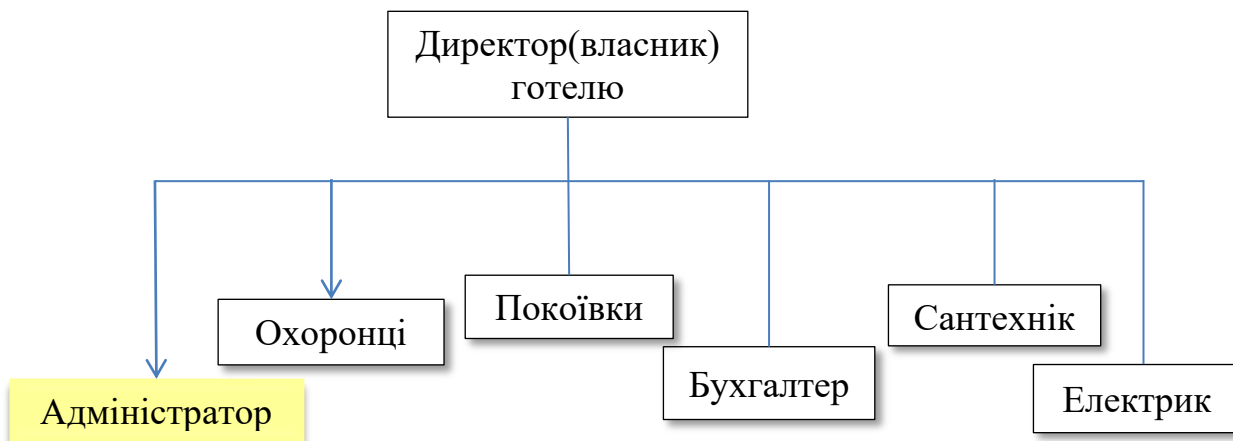 Директор(власник)
готелю
Охоронці
Покоївки
Сантехнік
Бухгалтер
Адміністратор
Електрик